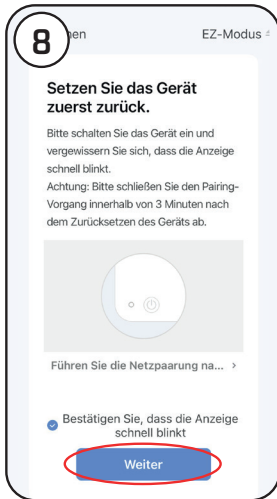 8
nen EZ-Modus
Setzen Sie das Gerät
zuerst zurück.
Bitte schalten Sie das Gerät ein und
vergewissern Sie sich, dass die Anzeige
schnell blinkt.
Achtung: Bitte schließen Sie den Pairing-
Vorgang innerhalb von 3 Minuten nach
dem Zurücksetzen des Geräts ab.
Führen Sie die Netzpaarung na... >
Bestätigen Sie, dass die Anzeige
schnell blinkt
Weiter